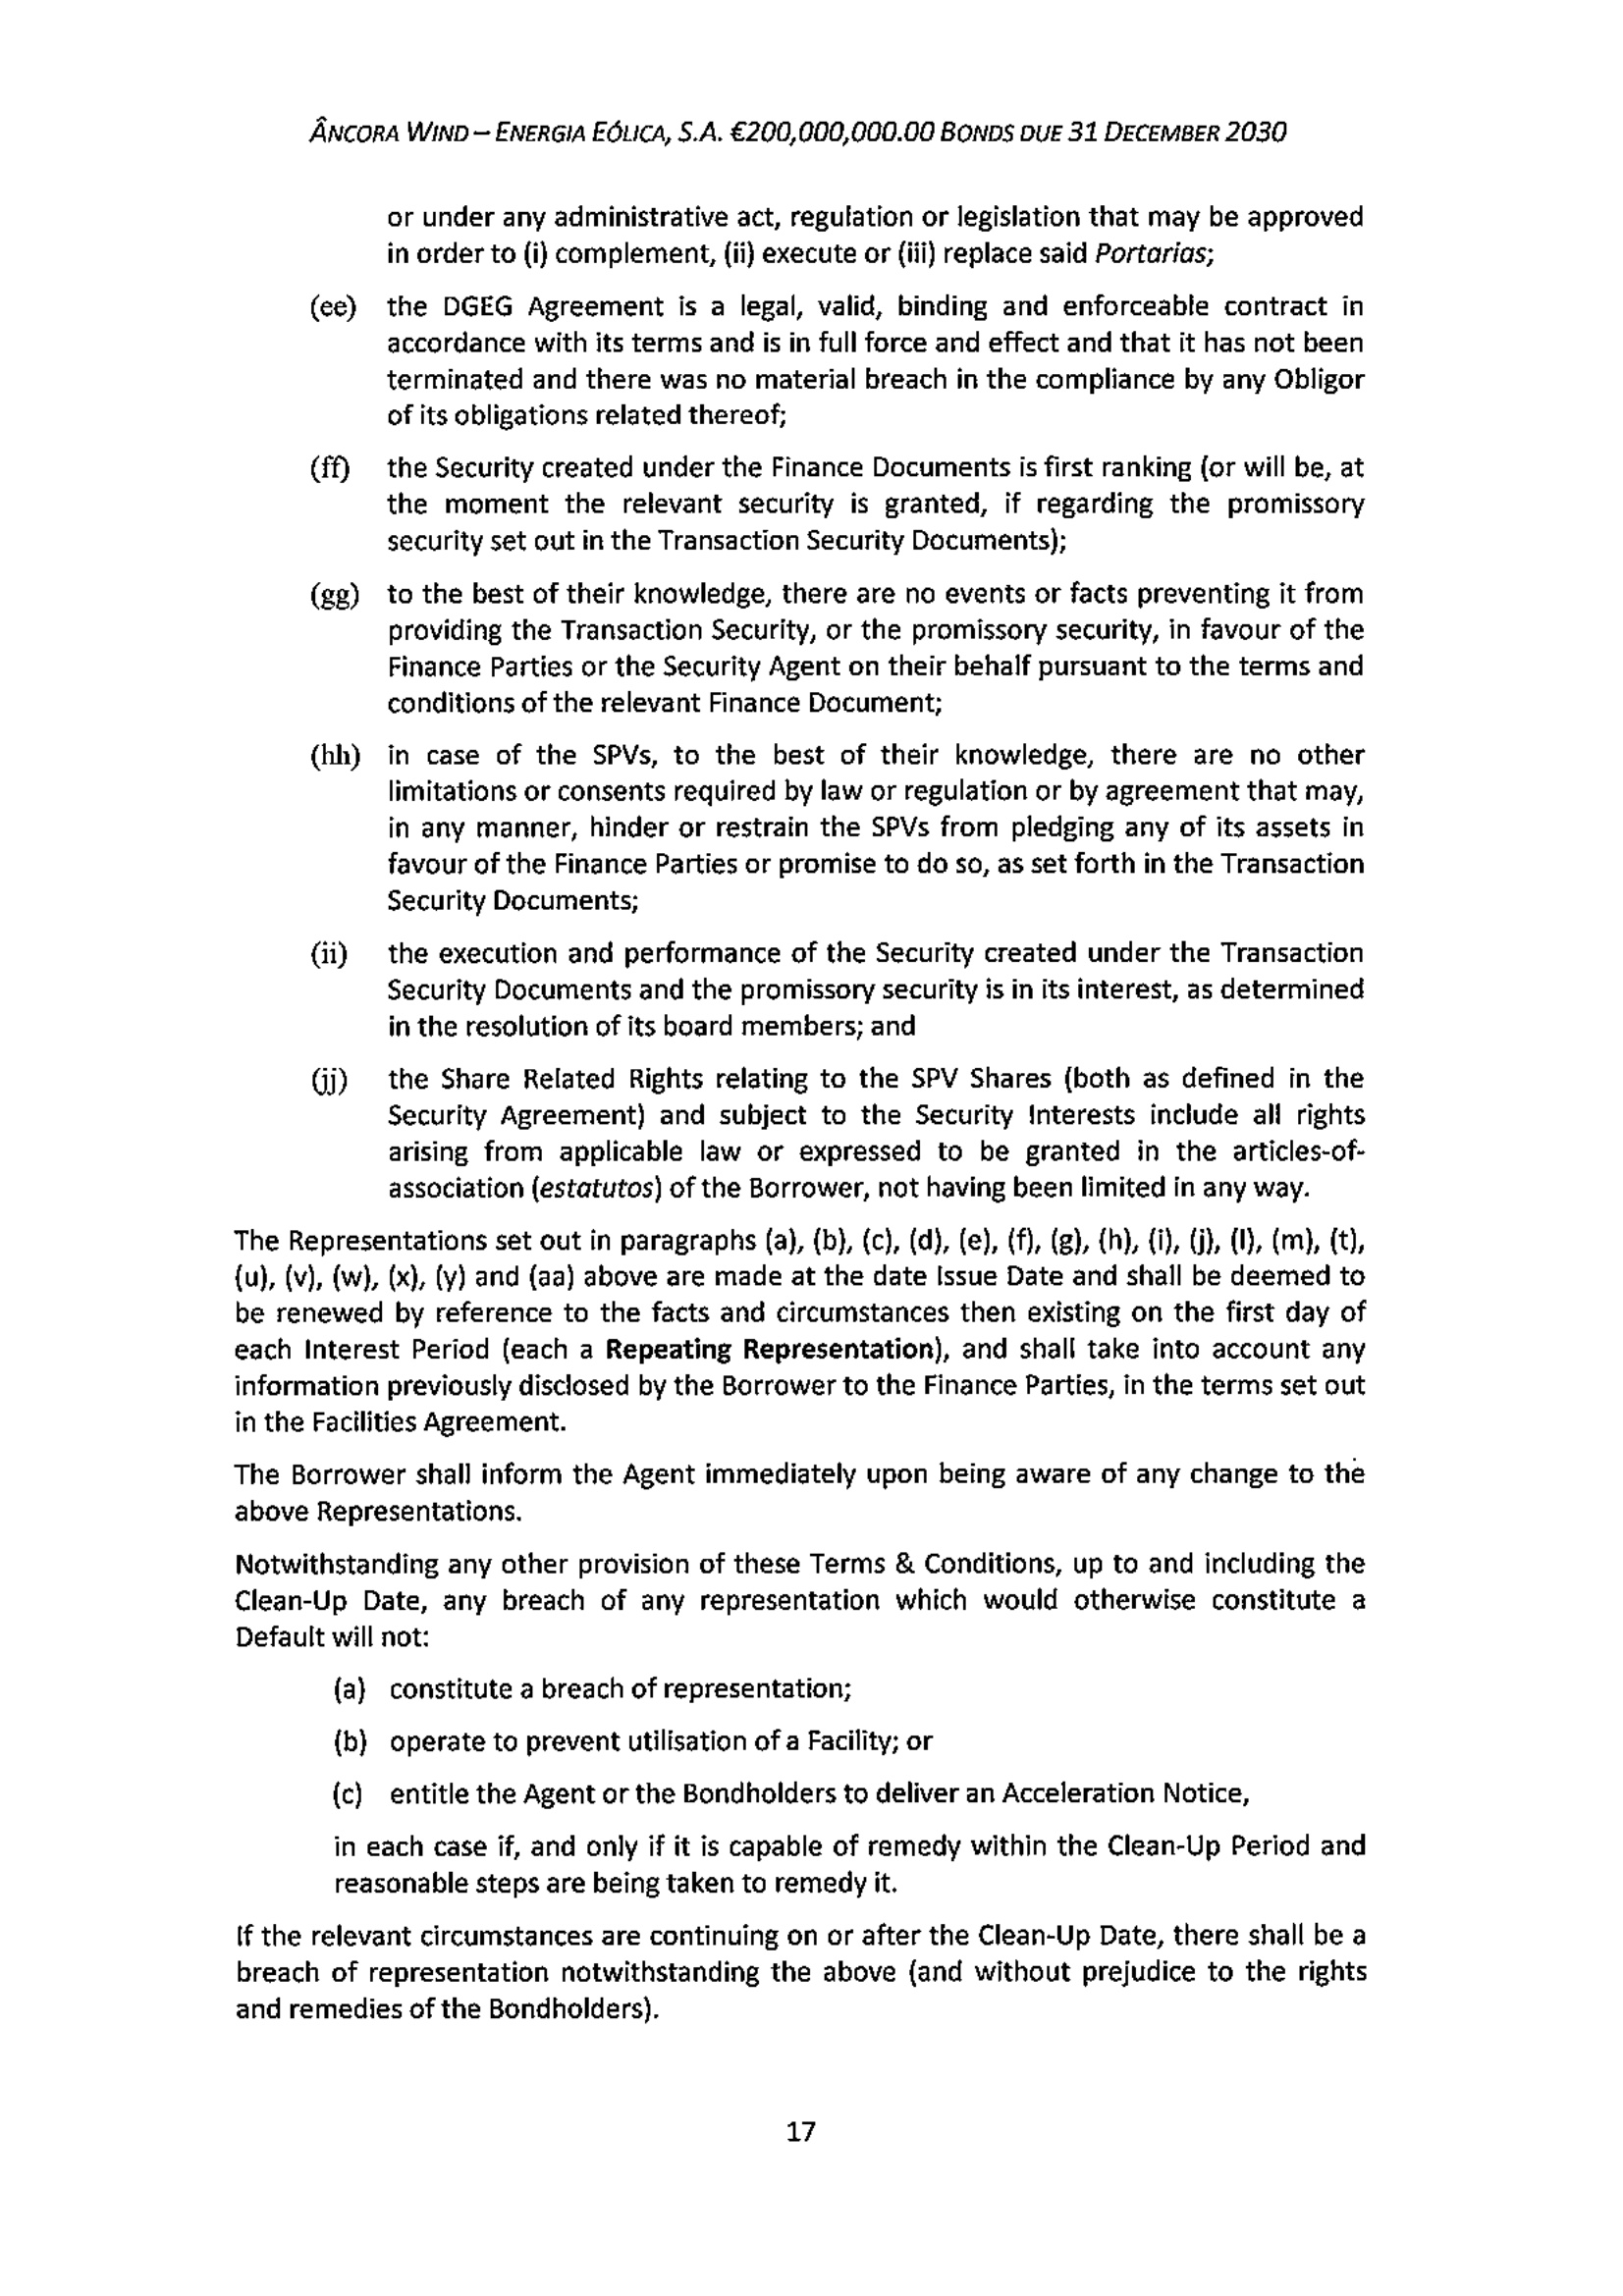 ÂNCORA WIND – ENERGIA EÓLICA, S.A. €200,000,000.00 BONDS DUE 31 DECEMBER 2030
or under any administrative act, regulation or legislation that may be approved
in order to (i) complement, (ii) execute or (iii) replace said Portarias;
(ee) the DGEG Agreement is a legal, valid, binding and enforceable contract in
accordance with its terms and is in full force and effect and that it has not been
terminated and there was no material breach in the compliance by any Obligor
of its obligations related thereof;
(ff) the Security created under the Finance Documents is first ranking (or will be, at
the moment the relevant security is granted, if regarding the promissory
security set out in the Transaction Security Documents);
(gg) to the best of their knowledge, there are no events or facts preventing it from
providing the Transaction Security, or the promissory security, in favour of the
Finance Parties or the Security Agent on their behalf pursuant to the terms and
conditions of the relevant Finance Document;
(hh) in case of the SPVs, to the best of their knowledge, there are no other
limitations or consents required by law or regulation or by agreement that may,
in any manner, hinder or restrain the SPVs from pledging any of its assets in
favour of the Finance Parties or promise to do so, as set forth in the Transaction
Security Documents;
(ii) the execution and performance of the Security created under the Transaction
Security Documents and the promissory security is in its interest, as determined
in the resolution of its board members; and
(jj) the Share Related Rights relating to the SPV Shares (both as defined in the
Security Agreement) and subject to the Security Interests include all rights
arising from applicable law or expressed to be granted in the articles-of-
association (estatutos) of the Borrower, not having been limited in any way.
The Representations set out in paragraphs (a), (b), (c), (d), (e), (f), (g), (h), (i), (j), (l), (m), (t),
(u), (v), (w), (x), (y) and (aa) above are made at the date Issue Date and shall be deemed to
be renewed by reference to the facts and circumstances then existing on the first day of
each Interest Period (each a Repeating Representation), and shall take into account any
information previously disclosed by the Borrower to the Finance Parties, in the terms set out
in the Facilities Agreement.
The Borrower shall inform the Agent immediately upon being aware of any change to the
above Representations.
Notwithstanding any other provision of these Terms & Conditions, up to and including the
Clean-Up Date, any breach of any representation which would otherwise constitute a
Default will not:
(a) constitute a breach of representation;
(b) operate to prevent utilisation of a Facility; or
(c) entitle the Agent or the Bondholders to deliver an Acceleration Notice,
in each case if, and only if it is capable of remedy within the Clean-Up Period and
reasonable steps are being taken to remedy it.
If the relevant circumstances are continuing on or after the Clean-Up Date, there shall be a
breach of representation notwithstanding the above (and without prejudice to the rights
and remedies of the Bondholders).
17